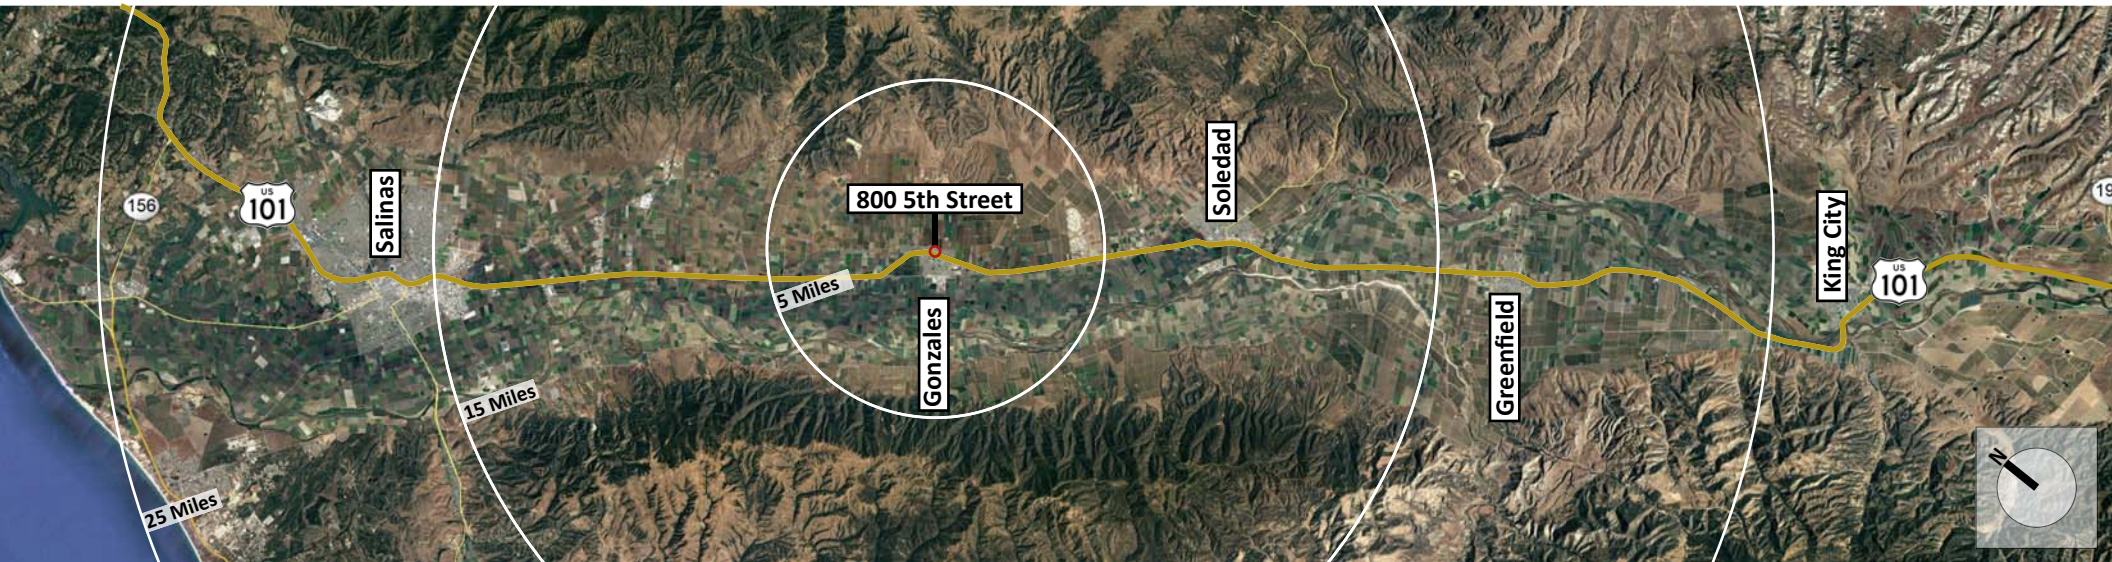 156
US
101
Salinas
800 5th Street
Soledad
King City
US
101
19
5 Miles
Gonzales
Greenfield
15 Miles
25 Miles
N